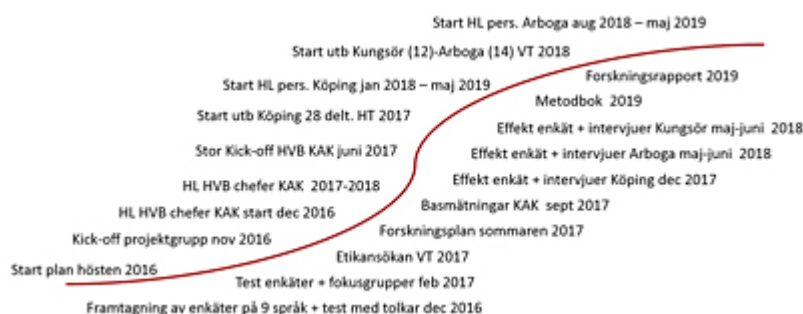 Start HL pers. Arboga aug 2018 – maj 2019
Start utb Kungsör (12)-Arboga (14) VT 2018
Start HL pers. Köping jan 2018 – maj 2019
Start utb Köping 28 delt. HT 2017
Stor Kick-off HVB KAK juni 2017
HL HVB chefer KAK 2017-2018
HL HVB chefer KAK start dec 2016
Kick-off projektgrupp nov 2016
Start plan hösten 2016
Forskningsrapport 2019
Metodbok 2019
Effekt enkät + intervjuer Kungsör maj-juni 2018
Effekt enkät + intervjuer Arboga maj-juni 2018
Effekt enkät + intervjuer Köping dec 2017
Basmätningar KAK sept 2017
Forskningsplan sommaren 2017
Etikansökan VT 2017
Test enkäter + fokusgrupper feb 2017
Framtagning av enkäter på 9 språk + test med tolkar dec 2016